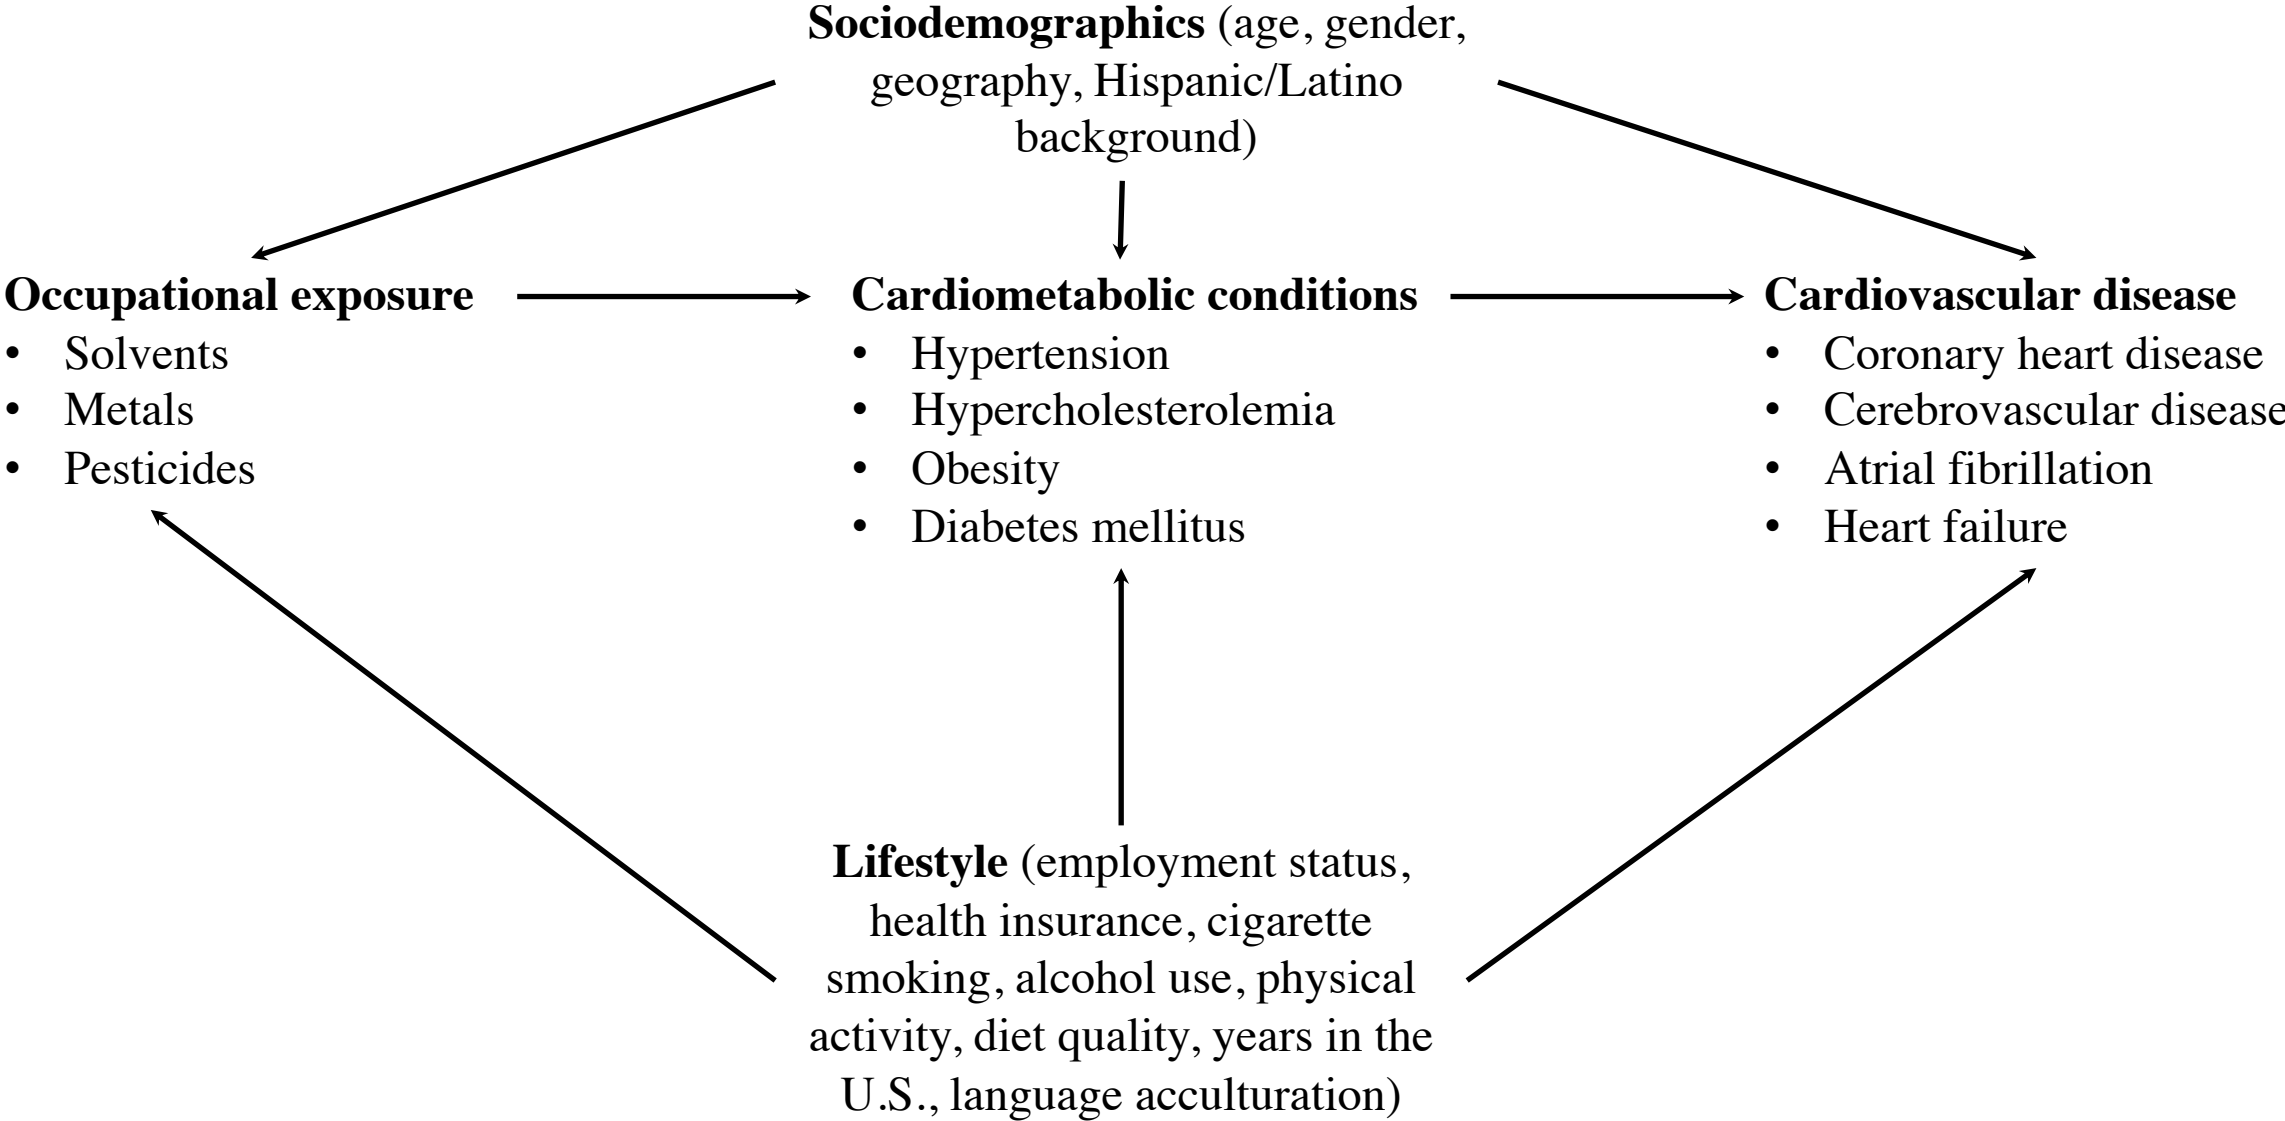 Sociodemographics (age, gender,
geography, Hispanic/Latino
background)
Occupational exposure
• Solvents
• Metals
• Pesticides
Cardiometabolic conditions
• Hypertension
• Hypercholesterolemia
• Obesity
• Diabetes mellitus
Cardiovascular disease
• Coronary heart disease
• Cerebrovascular disease
• Atrial fibrillation
• Heart failure
Lifestyle (employment status,
health insurance, cigarette
smoking, alcohol use, physical
activity, diet quality, years in the
U.S., language acculturation)